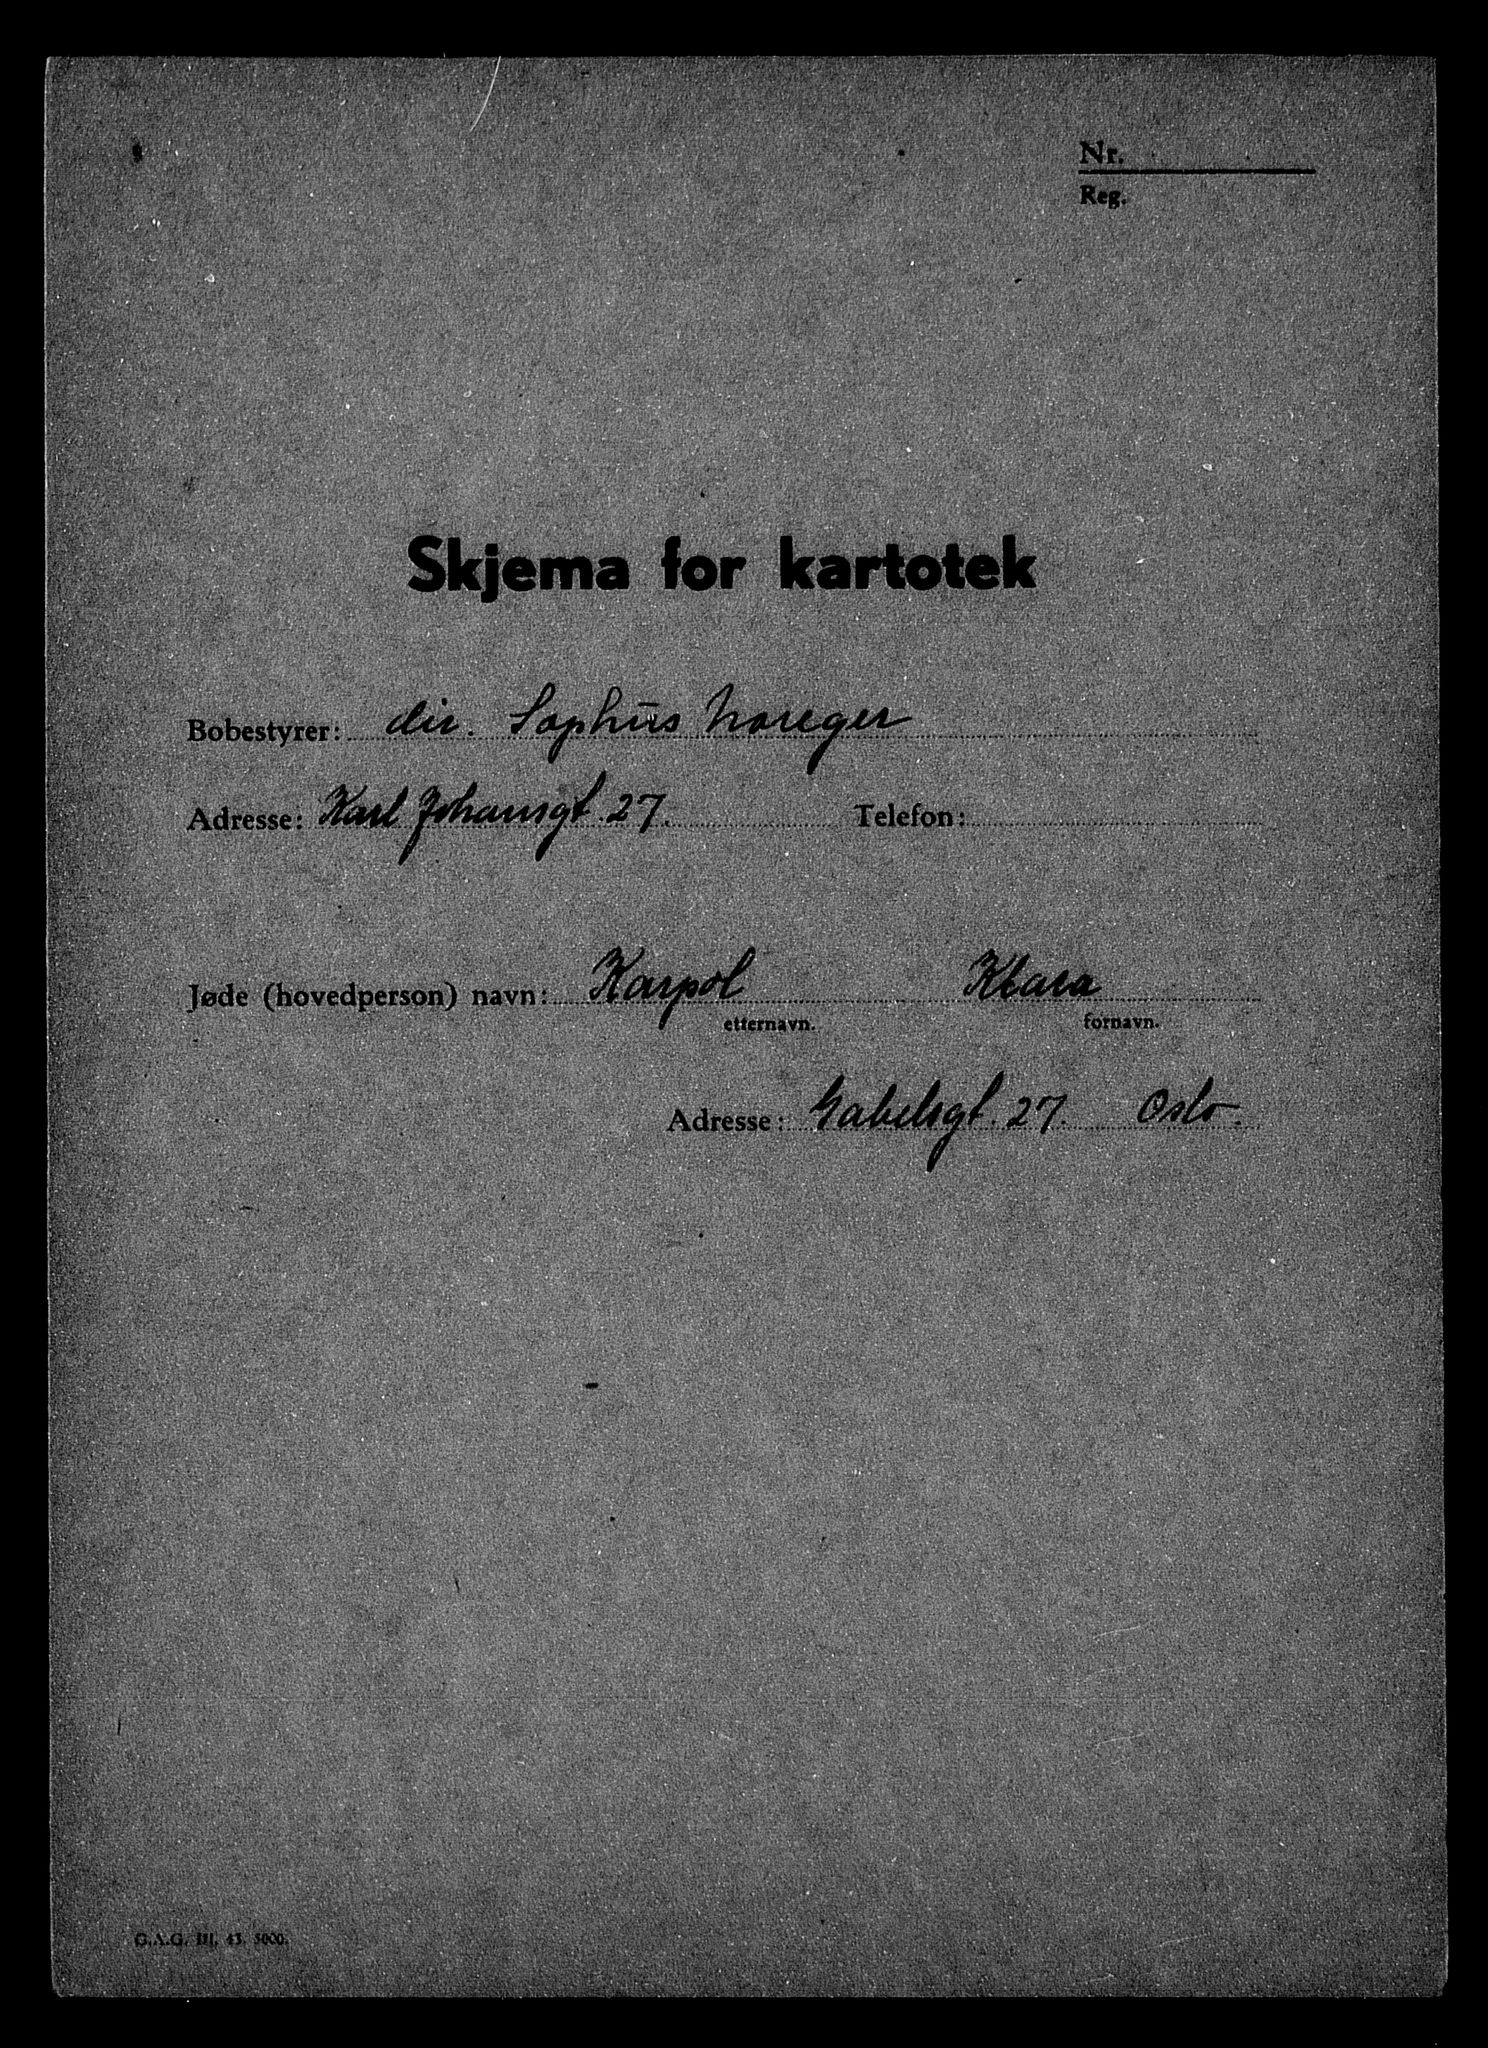 Nr.
Reg.
Skjema for kartotek
Bobestyrer: dir. Sophus Noreger
Adresse: Karl Johansgt. 27. Telefon:
Jøde (hovedperson) navn: Karpol Klara
etternavn. fornavn.
Adresse: Gabelsgt. 27. Oslo.
G.A.G. III. 43. 5000.